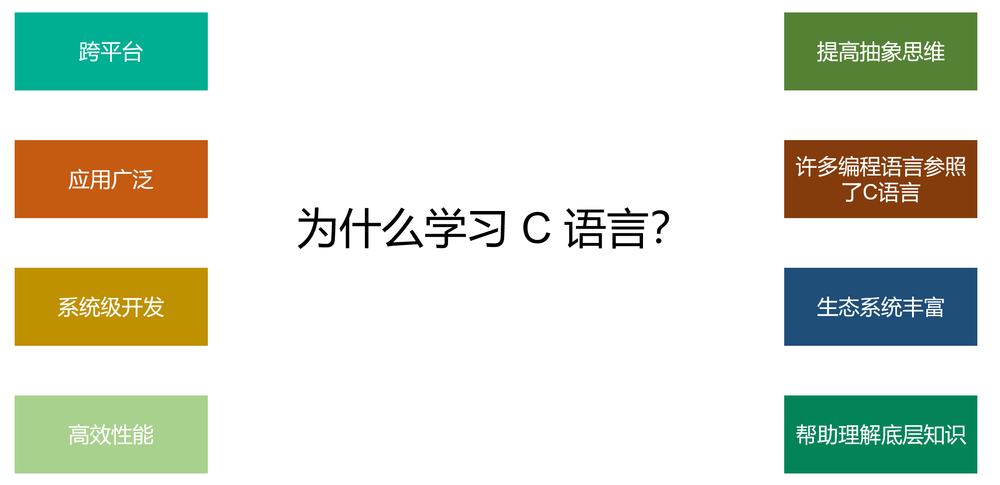 跨平台
应用广泛
系统级开发
高效性能
为什么学习 C 语言?
提高抽象思维
许多编程语言参照
了C语言
生态系统丰富
帮助理解底层知识